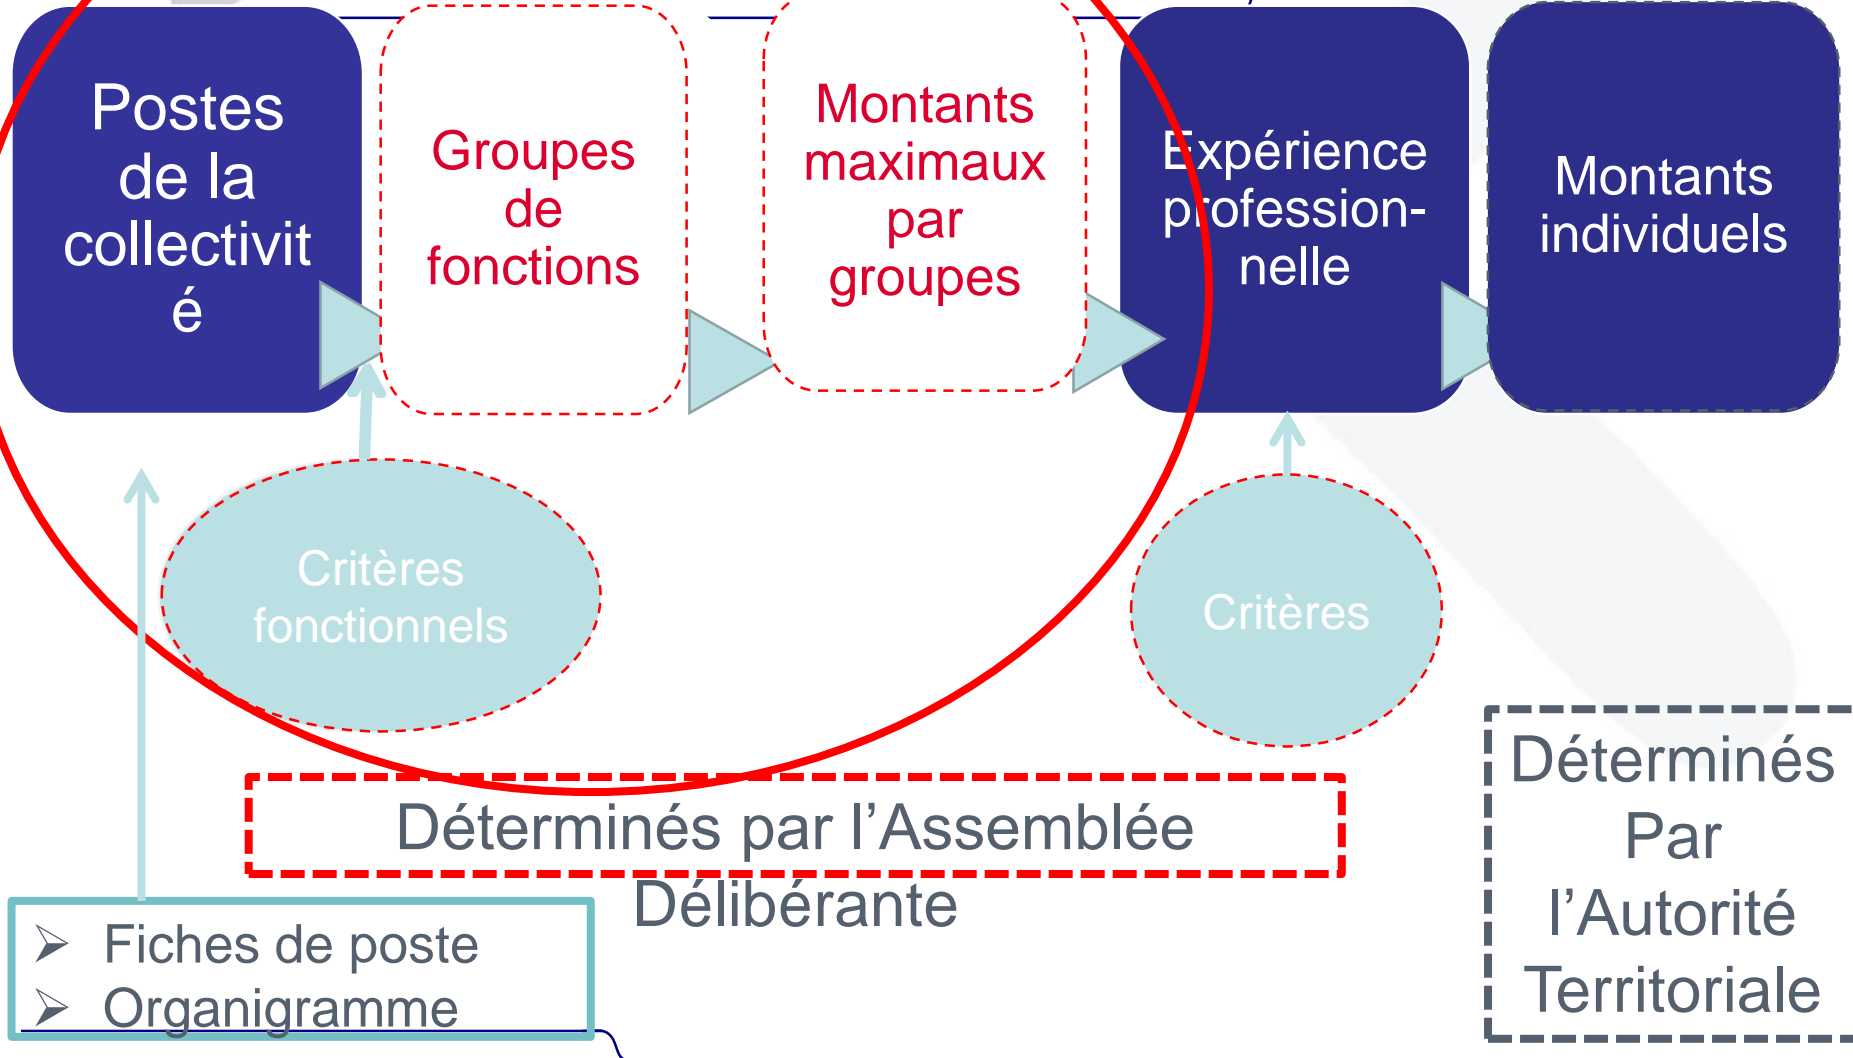 Postes
de la
collectivit
é
Groupes
de
fonctions
Montants
maximaux
par
groupes
Expérience
profession-
nelle
Montants
individuels
Critères
fonctionnels
Critères
Déterminés par l’Assemblée
Délibérante
Déterminés
Par
l’Autorité
Territoriale
➢ Fiches de poste
➢ Organigramme